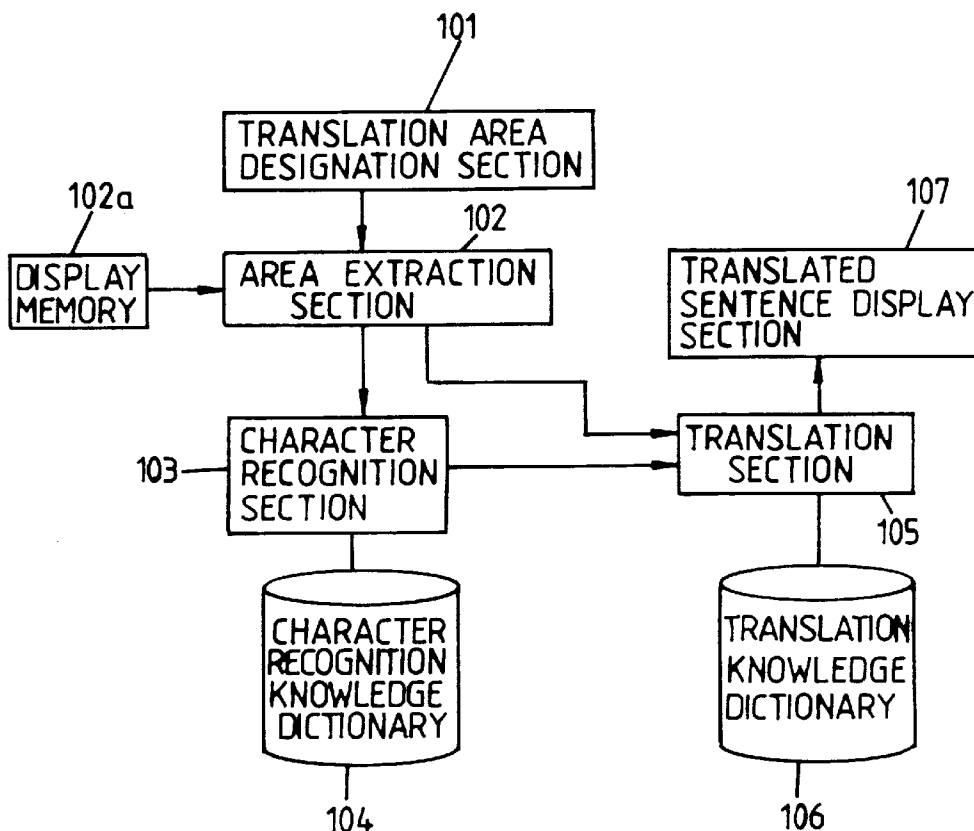 101
TRANSLATION AREA
DESIGNATION SECTION
102a
102
107
DISPLAY
MEMORY
AREA EXTRACTION
SECTION
TRANSLATED
SENTENCE DISPLAY
SECTION
103
CHARACTER
RECOGNITION
SECTION
TRANSLATION
SECTION
105
CHARACTER
RECOGNITION
KNOWLEDGE
DICTIONARY
TRANSLATION
KNOWLEDGE
DICTIONARY
104
106